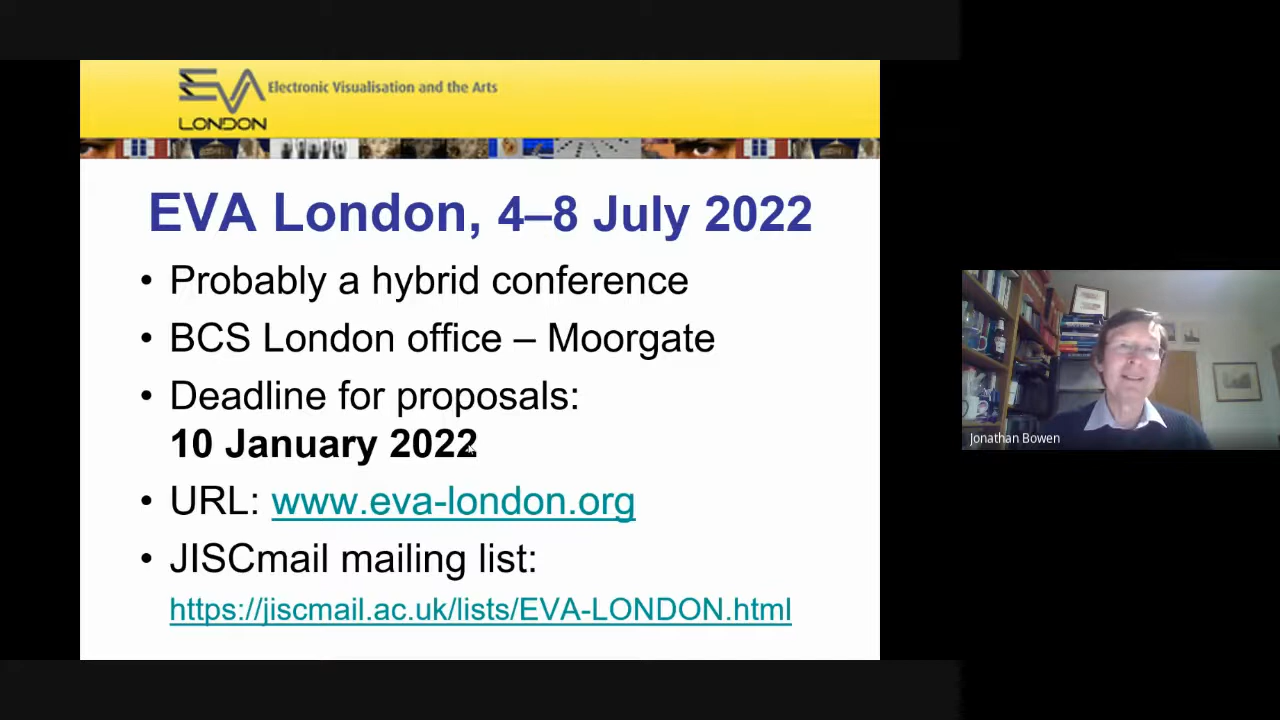 EVA Electronic Visualisation and the Arts
LONDON
EVA London, 4–8 July 2022
• Probably a hybrid conference
• BCS London office – Moorgate
• Deadline for proposals:
10 January 2022
• URL: www.eva-london.org
• JISCmail mailing list:
https://jiscmail.ac.uk/lists/EVA-LONDON.html
Jonathan Bowen